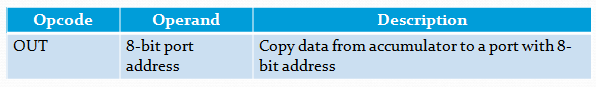 Opcode Operand Description
OUT 8-bit port Copy data from accumulator to a port with 8-
address bit address